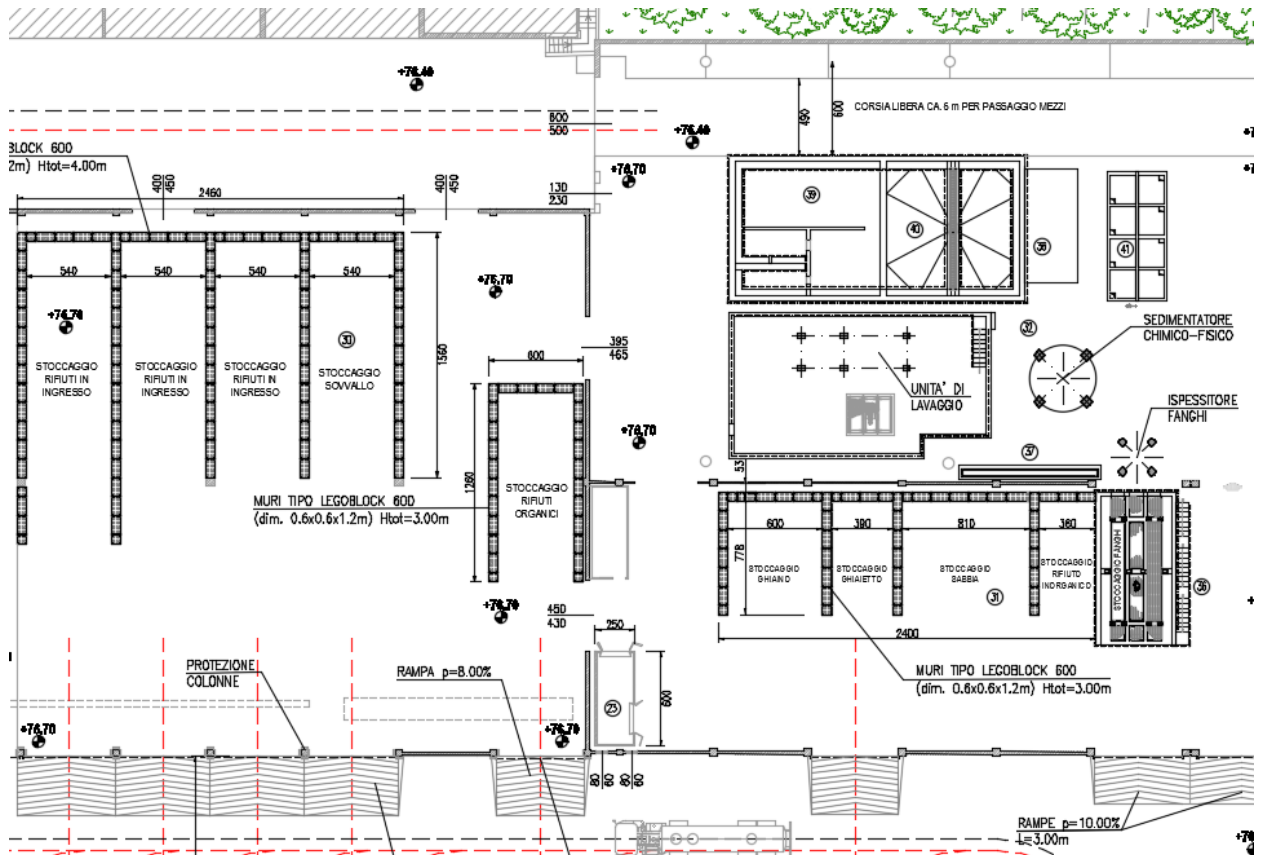 +76.40
600
500
490
600
CORSIA LIBERA CA. 6 m PER PASSAGGIO MEZZI
+76.40
BLOCK 600
2m) Htot=4.00m
400
450
2460
400
450
130
230
+76.70
39
40
38
41
540
540
540
540
+76.70
+76.70
1560
30
STOCCAGGIO
RIFIUTI IN
INGRESSO
STOCCAGGIO
RIFIUTI IN
INGRESSO
STOCCAGGIO
RIFIUTI IN
INGRESSO
STOCCAGGIO
SOVVALLO
395
465
600
32
SEDIMENTATORE
CHIMICO-FISICO
UNITA' DI
LAVAGGIO
ISPESSITORE
FANGHI
+76.70
37
53
1260
STOCCAGGIO
RIFIUTI
ORGANICI
MURI TIPO LEGOBLOCK 600
(dim. 0.6x0.6x1.2m) Htot=3.00m
600
390
810
360
778
STOCCAGGIO
GHIAINO
STOCCAGGIO
GHIAIETTO
STOCCAGGIO
SABBIA
STOCCAGGIO
RIFIUTO
INORGANICO
STOCCAGGIO FANGHI
31
36
+76.70
450
430
250
2400
600
23
PROTEZIONE
COLONNE
RAMPA p=8.00%
MURI TIPO LEGOBLOCK 600
(dim. 0.6x0.6x1.2m) Htot=3.00m
+76.70
+76.70
80
60
80
60
RAMPE p=10.00%
L=3.00m